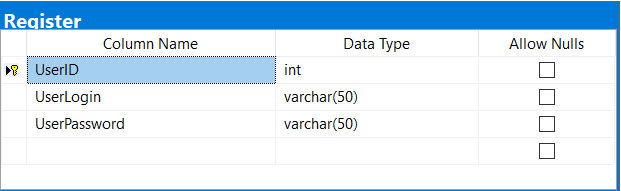 Register
Column Name Data Type Allow Nulls
UserID int
UserLogin varchar(50)
UserPassword varchar(50)